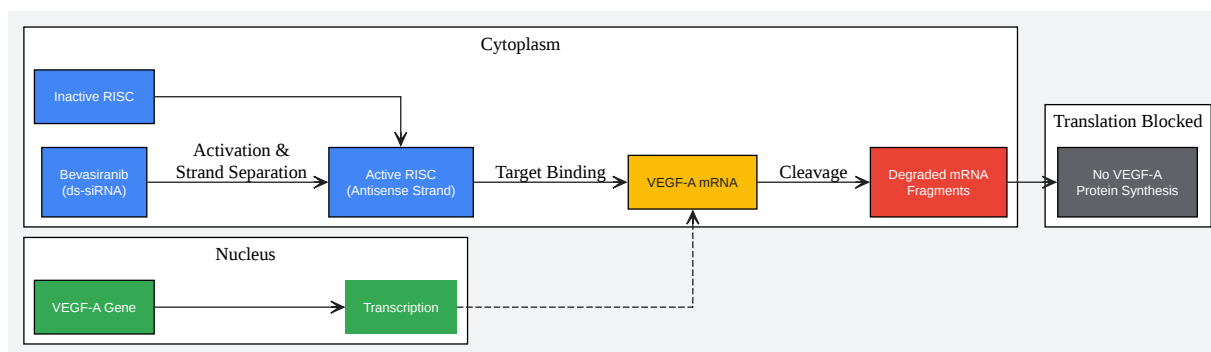 Cytoplasm
Inactive RISC
Bevasiranib
(ds-siRNA)
Activation &
Strand Separation
Active RISC
(Antisense Strand)
Target Binding
VEGF-A mRNA
Cleavage
Degraded mRNA
Fragments
Translation Blocked
No VEGF-A
Protein Synthesis
Nucleus
VEGF-A Gene
Transcription